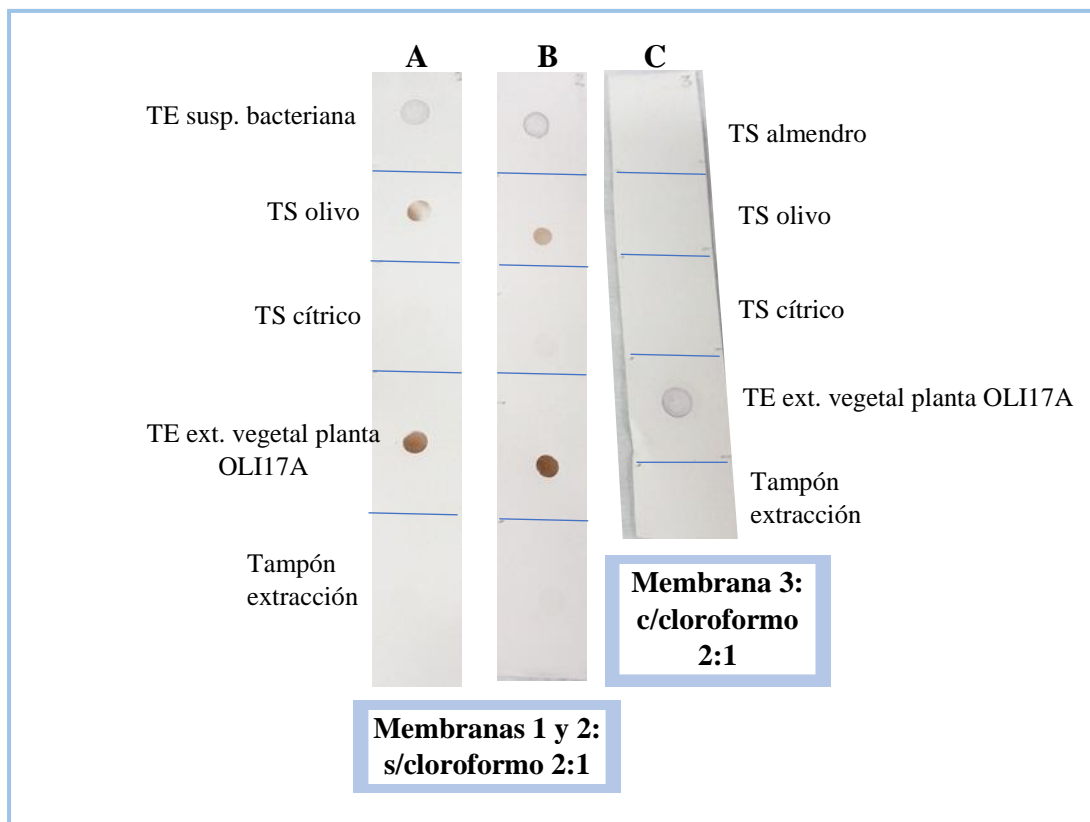 A
B
C
2
3
TE susp. bacteriana
TS olivo
TS cítrico
TE ext. vegetal planta
OLI17A
Tampón
extracción
TS almendro
TS olivo
TS cítrico
TE ext. vegetal planta OLI17A
Tampón
extracción
Membrana 3:
c/cloroformo
2:1
Membranas 1 y 2:
s/cloroformo 2:1